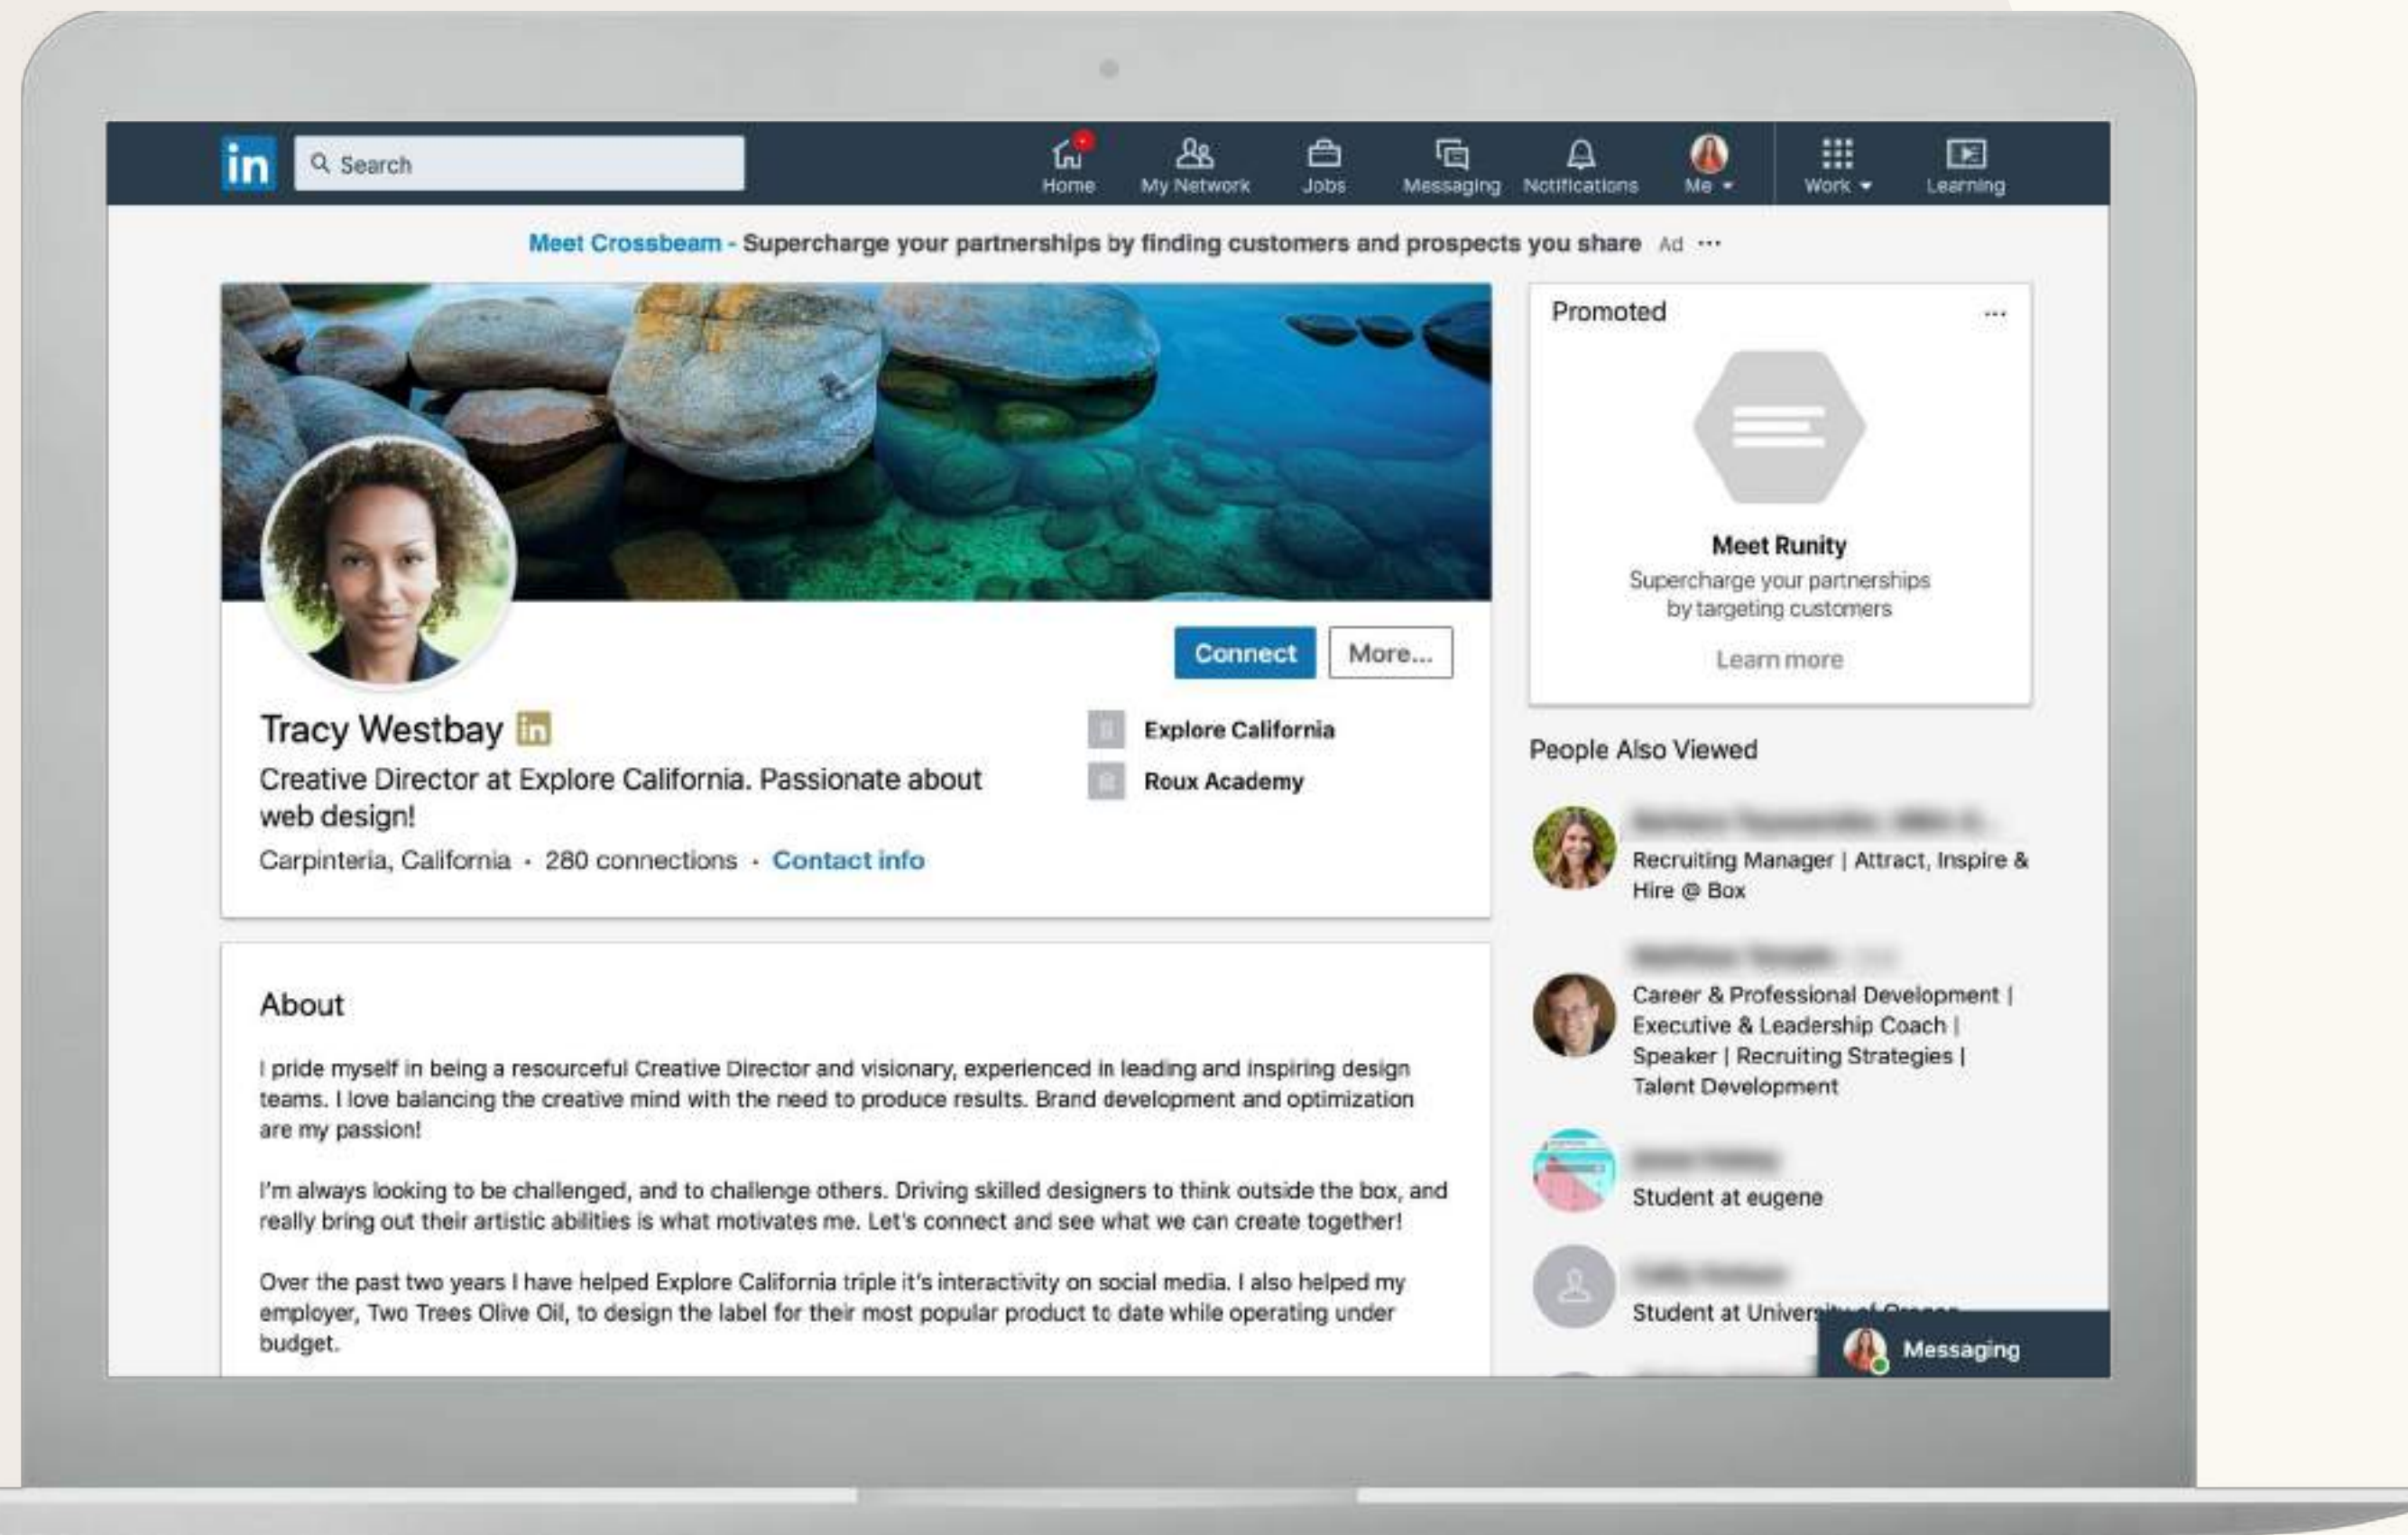 in
Search
Home
My Network
Jobs
Messaging
Notifications
Me
Work
Learning
Meet Crossbeam - Supercharge your partnerships by finding customers and prospects you share Ad ...
Connect
More...
Tracy Westbay in
Creative Director at Explore California. Passionate about
web design!
Carpinteria, California · 280 connections · Contact info
Explore California
Roux Academy
About
I pride myself in being a resourceful Creative Director and visionary, experienced in leading and inspiring design
teams. I love balancing the creative mind with the need to produce results. Brand development and optimization
are my passion!
I'm always looking to be challenged, and to challenge others. Driving skilled designers to think outside the box, and
really bring out their artistic abilities is what motivates me. Let's connect and see what we can create together!
Over the past two years I have helped Explore California triple it's interactivity on social media. I also helped my
employer, Two Trees Olive Oil, to design the label for their most popular product to date while operating under
budget.
Promoted ...
Meet Runity
Supercharge your partnerships
by targeting customers
Learn more
People Also Viewed
Recruiting Manager | Attract, Inspire &
Hire @ Box
Career & Professional Development |
Executive & Leadership Coach |
Speaker | Recruiting Strategies |
Talent Development
Student at eugene
Student at University of Oregon
Messaging